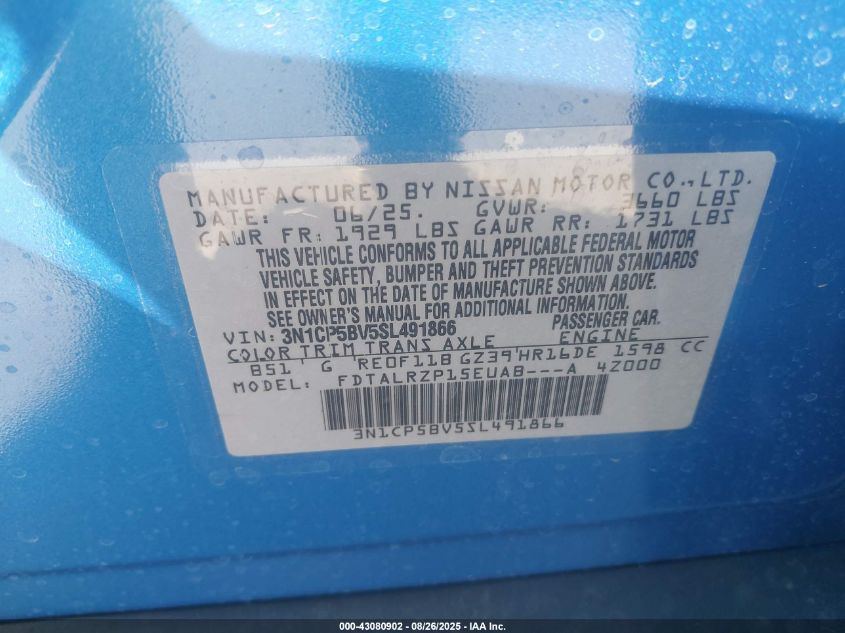 MANUFACTURED BY NISSAN MOTOR CO.,LTD.
DATE: 06/25. GVWR: 3660 LBS
GAWR FR: 1929 LBS GAWR RR: 1731 LBS
THIS VEHICLE CONFORMS TO ALL APPLICABLE FEDERAL MOTOR
VEHICLE SAFETY, BUMPER AND THEFT PREVENTION STANDARDS
IN EFFECT ON THE DATE OF MANUFACTURE SHOWN ABOVE.
SEE OWNER'S MANUAL FOR ADDITIONAL INFORMATION.
VIN: 3N1CP5BV5SL491866 PASSENGER CAR.
COLOR TRIM TRANS AXLE ENGINE
B51 G RE0F11B GZ39 HR16DE 1598 CC
MODEL: FDTALRZP15EUAB---A 4Z000
3N1CP5BV5SL491866
000-43080902 - 08/26/2025 - IAA Inc.